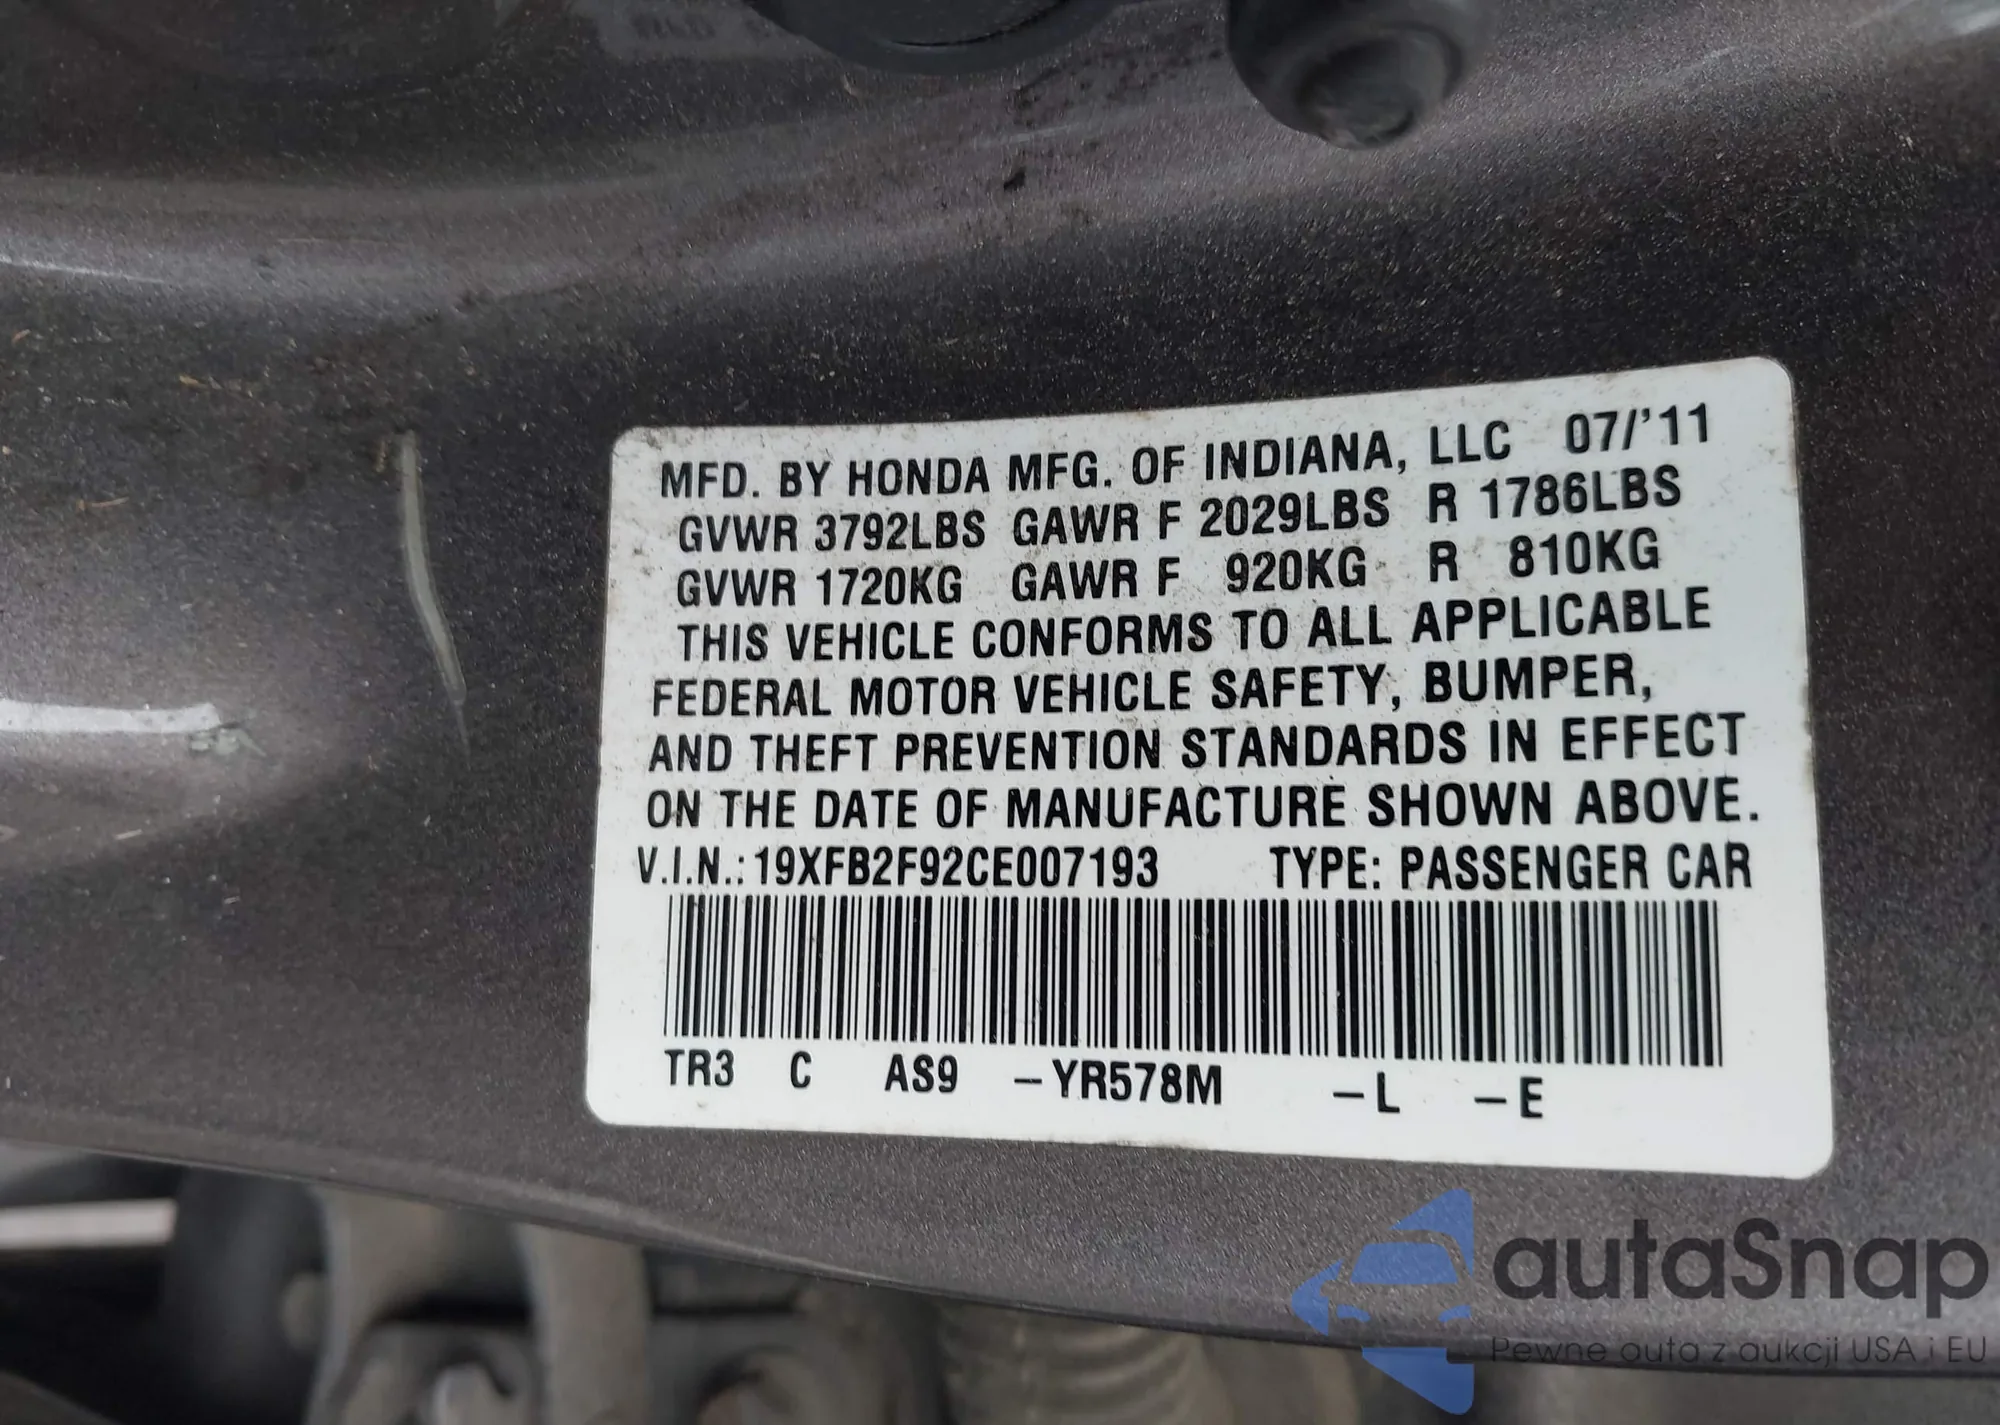 MFD. BY HONDA MFG. OF INDIANA, LLC 07/'11
GVWR 3792LBS GAWR F 2029LBS R 1786LBS
GVWR 1720KG GAWR F 920KG R 810KG
THIS VEHICLE CONFORMS TO ALL APPLICABLE
FEDERAL MOTOR VEHICLE SAFETY, BUMPER,
AND THEFT PREVENTION STANDARDS IN EFFECT
ON THE DATE OF MANUFACTURE SHOWN ABOVE.
V.I.N.: 19XFB2F92CE007193 TYPE: PASSENGER CAR
TR3 C AS9 –YR578M –L –E
autaSnap
Pewne auta z aukcji USA i EU